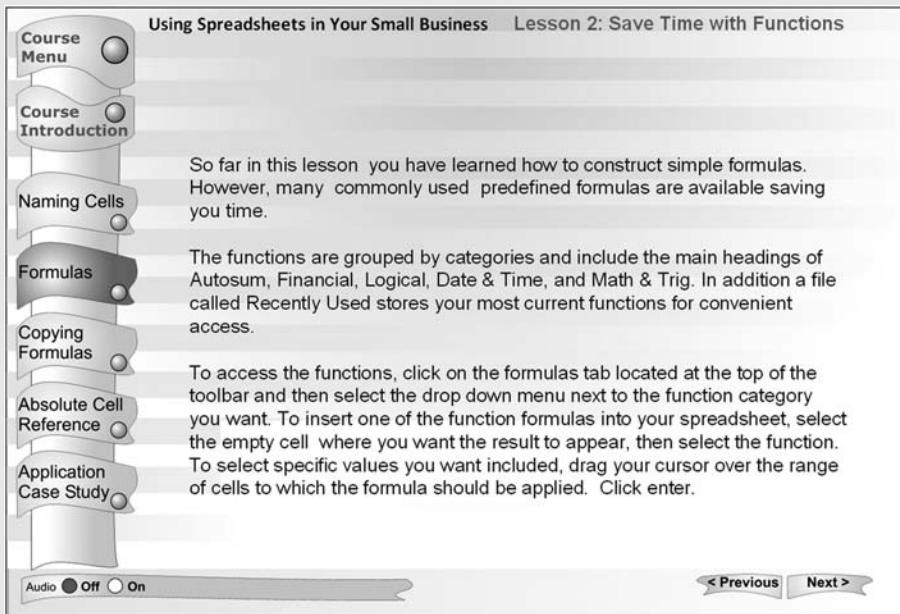 Using Spreadsheets in Your Small Business Lesson 2: Save Time with Functions
Course
Menu
Course
Introduction
Naming Cells
Formulas
Copying
Formulas
Absolute Cell
Reference
Application
Case Study
So far in this lesson you have learned how to construct simple formulas.
However, many commonly used predefined formulas are available saving
you time.
The functions are grouped by categories and include the main headings of
Autosum, Financial, Logical, Date & Time, and Math & Trig. In addition a file
called Recently Used stores your most current functions for convenient
access.
To access the functions, click on the formulas tab located at the top of the
toolbar and then select the drop down menu next to the function category
you want. To insert one of the function formulas into your spreadsheet, select
the empty cell where you want the result to appear, then select the function.
To select specific values you want included, drag your cursor over the range
of cells to which the formula should be applied. Click enter.
Audio Off On
< Previous Next >